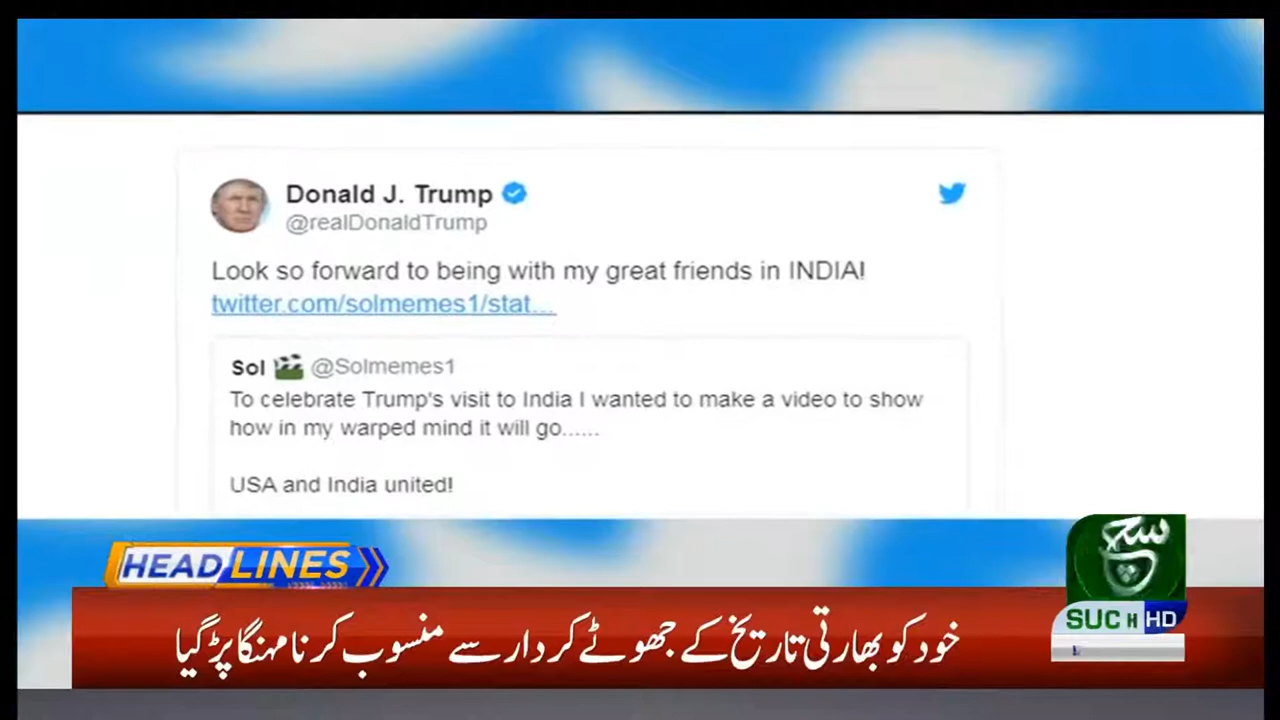 Donald J. Trump
@realDonaldTrump
Look so forward to being with my great friends in INDIA!
twitter.com/solmemes1/stat...
Sol @Solmemes1
To celebrate Trump's visit to India I wanted to make a video to show
how in my warped mind it will go......
USA and India united!
HEADLINES
سچ
SUCH HD
خود کو بھارتی تاریخ کے جھوٹے کردار سے منسوب کرنا مہنگا پڑ گیا